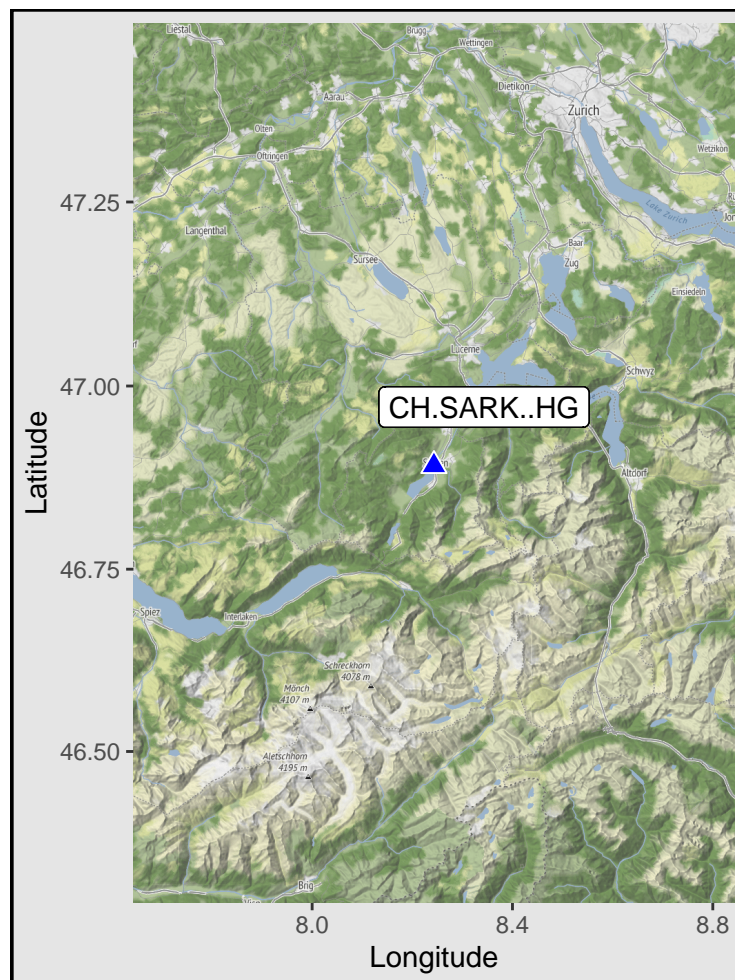 Liestal
Brugg
Wettingen
Dietikon
Zurich
Aarau
Olten
Oftringen
Wetzikon
47.25
Lake Zurich
Langenthal
Baar
Sursee
Zug
Einsiedeln
Lucerne
47.00
Schwyz
CH.SARK..HG
Latitude
Altdorf
46.75
Spiez
Interlaken
Schreckhorn
4078 m
Mönch
4107 m
Aletschhorn
4195 m
46.50
Brig
8.0
8.4
8.8
Longitude